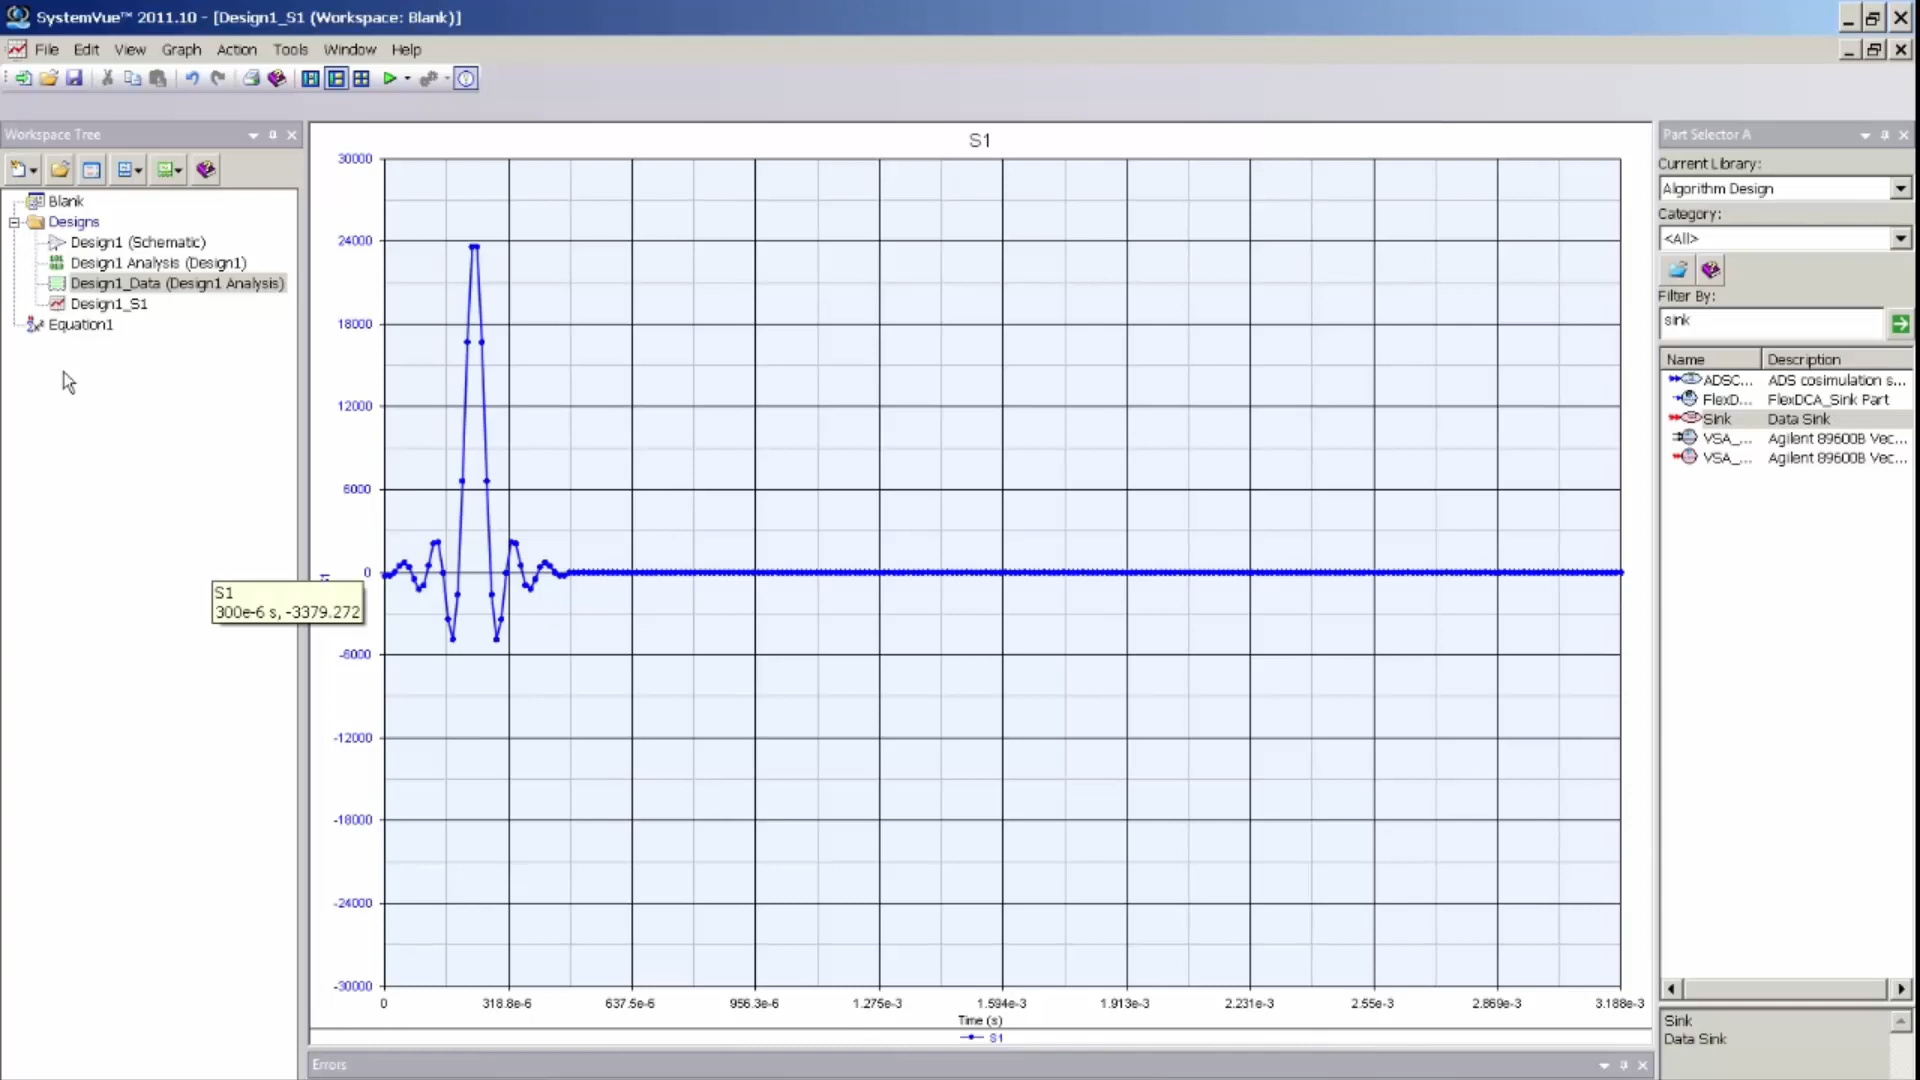 SystemVue™ 2011.10 - [Design1_S1 (Workspace: Blank)]
File Edit View Graph Action Tools Window Help
Workspace Tree
Blank
Designs
Design1 (Schematic)
Design1 Analysis (Design1)
Design1_Data (Design1 Analysis)
Design1_S1
Equation1
S1
30000
24000
18000
12000
6000
0
-6000
-12000
-18000
-24000
-30000
S1
S1
300e-6 s, -3379.272
0 318.8e-6 637.5e-6 956.3e-6 1.275e-3 1.594e-3 1.913e-3 2.231e-3 2.55e-3 2.869e-3 3.188e-3
Time (s)
S1
Errors
Part Selector A
Current Library:
Algorithm Design
Category:
<All>
Filter By:
sink
Name Description
ADSC... ADS cosimulation s...
FlexD... FlexDCA_Sink Part
Sink Data Sink
VSA_... Agilent 89600B Vec...
VSA_... Agilent 89600B Vec...
Sink
Data Sink